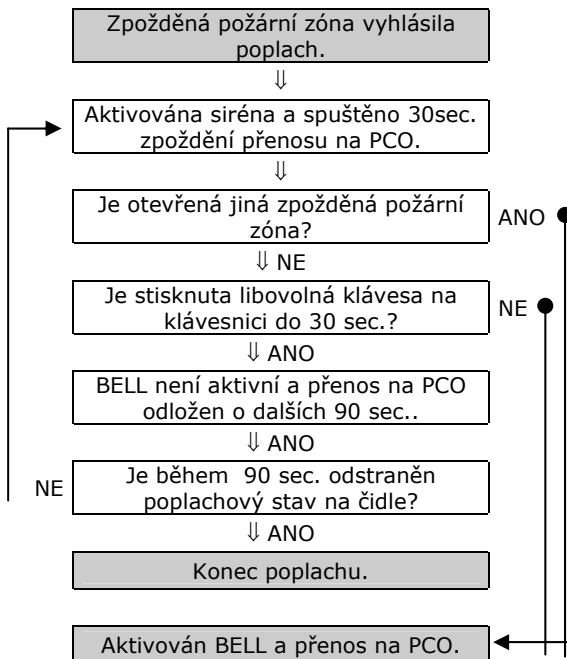 Zpožděná požární zóna vyhlásila
poplach.
⇓
Aktivována siréna a spuštěno 30sec.
zpoždění přenosu na PCO.
⇓
Je otevřená jiná zpožděná požární
zóna?
ANO
⇓ NE
Je stisknuta libovolná klávesa na
klávesnici do 30 sec.?
NE
⇓ ANO
BELL není aktivní a přenos na PCO
odložen o dalších 90 sec..
⇓ ANO
Je během 90 sec. odstraněn
poplachový stav na čidle?
NE
⇓ ANO
Konec poplachu.
Aktivován BELL a přenos na PCO.